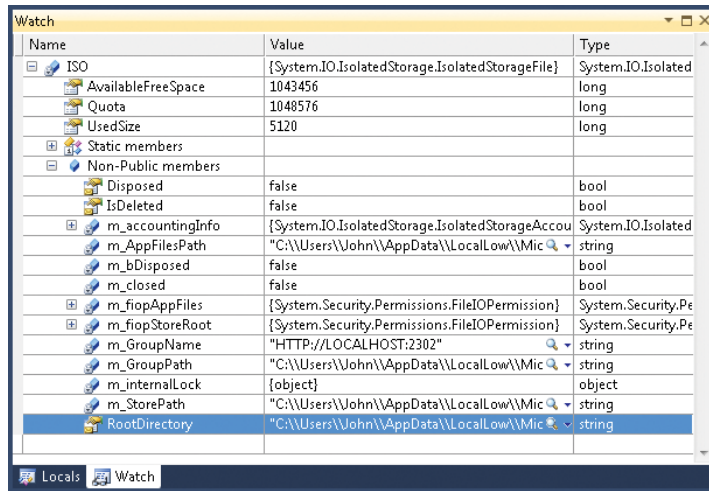 Watch
Name Value Type
ISO {System.IO.IsolatedStorage.IsolatedStorageFile} System.IO.Isolated
AvailableFreeSpace 1043456 long
Quota 1048576 long
UsedSize 5120 long
Static members
Non-Public members
Disposed false bool
IsDeleted false bool
m_accountingInfo {System.IO.IsolatedStorage.IsolatedStorageAccou System.IO.Isolated
m_AppFilesPath "C:\\Users\\John\\AppData\\LocalLow\\Mic string
m_bDisposed false bool
m_closed false bool
m_fiopAppFiles {System.Security.Permissions.FileIOPermission} System.Security.Pe
m_fiopStoreRoot {System.Security.Permissions.FileIOPermission} System.Security.Pe
m_GroupName "HTTP://LOCALHOST:2302" string
m_GroupPath "C:\\Users\\John\\AppData\\LocalLow\\Mic string
m_internalLock {object} object
m_StorePath "C:\\Users\\John\\AppData\\LocalLow\\Mic string
RootDirectory "C:\\Users\\John\\AppData\\LocalLow\\Mic string
Locals Watch